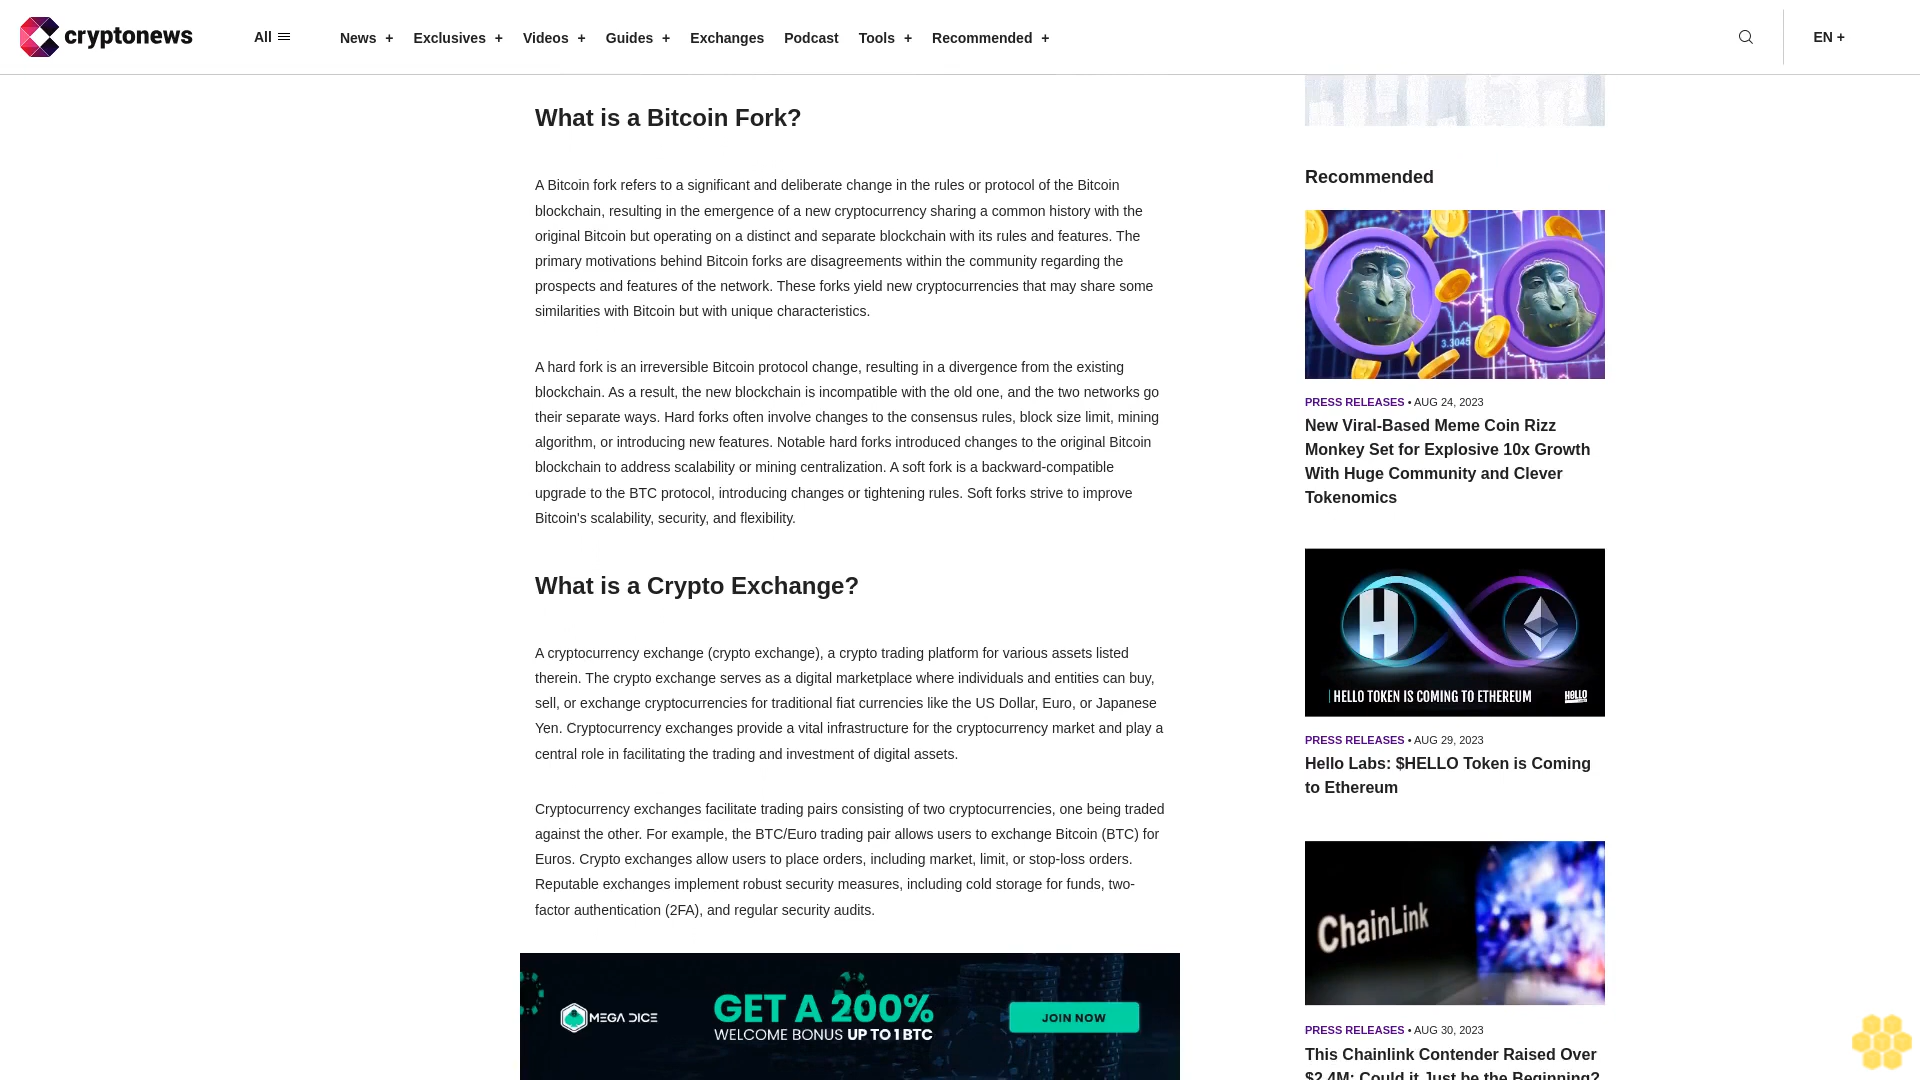 cryptonews
All
News +
Exclusives +
Videos +
Guides +
Exchanges
Podcast
Tools +
Recommended +
EN +
What is a Bitcoin Fork?
A Bitcoin fork refers to a significant and deliberate change in the rules or protocol of the Bitcoin
blockchain, resulting in the emergence of a new cryptocurrency sharing a common history with the
original Bitcoin but operating on a distinct and separate blockchain with its rules and features. The
primary motivations behind Bitcoin forks are disagreements within the community regarding the
prospects and features of the network. These forks yield new cryptocurrencies that may share some
similarities with Bitcoin but with unique characteristics.
A hard fork is an irreversible Bitcoin protocol change, resulting in a divergence from the existing
blockchain. As a result, the new blockchain is incompatible with the old one, and the two networks go
their separate ways. Hard forks often involve changes to the consensus rules, block size limit, mining
algorithm, or introducing new features. Notable hard forks introduced changes to the original Bitcoin
blockchain to address scalability or mining centralization. A soft fork is a backward-compatible
upgrade to the BTC protocol, introducing changes or tightening rules. Soft forks strive to improve
Bitcoin's scalability, security, and flexibility.
What is a Crypto Exchange?
A cryptocurrency exchange (crypto exchange), a crypto trading platform for various assets listed
therein. The crypto exchange serves as a digital marketplace where individuals and entities can buy,
sell, or exchange cryptocurrencies for traditional fiat currencies like the US Dollar, Euro, or Japanese
Yen. Cryptocurrency exchanges provide a vital infrastructure for the cryptocurrency market and play a
central role in facilitating the trading and investment of digital assets.
Cryptocurrency exchanges facilitate trading pairs consisting of two cryptocurrencies, one being traded
against the other. For example, the BTC/Euro trading pair allows users to exchange Bitcoin (BTC) for
Euros. Crypto exchanges allow users to place orders, including market, limit, or stop-loss orders.
Reputable exchanges implement robust security measures, including cold storage for funds, two-
factor authentication (2FA), and regular security audits.
MEGA DICE
GET A 200%
WELCOME BONUS UP TO 1 BTC
JOIN NOW
Recommended
3.3045
PRESS RELEASES • AUG 24, 2023
New Viral-Based Meme Coin Rizz
Monkey Set for Explosive 10x Growth
With Huge Community and Clever
Tokenomics
H
HELLO TOKEN IS COMING TO ETHEREUM
HELLO
PRESS RELEASES • AUG 29, 2023
Hello Labs: $HELLO Token is Coming
to Ethereum
ChainLink
PRESS RELEASES • AUG 30, 2023
This Chainlink Contender Raised Over
$2.4M: Could it Just be the Beginning?